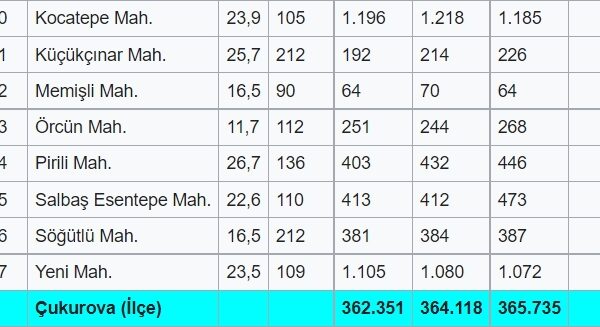 0 Kocatepe Mah. 23,9 105 1.196 1.218 1.185
1 Küçükçınar Mah. 25,7 212 192 214 226
2 Memişli Mah. 16,5 90 64 70 64
3 Örcün Mah. 11,7 112 251 244 268
4 Pirili Mah. 26,7 136 403 432 446
5 Salbaş Esentepe Mah. 22,6 110 413 412 473
6 Söğütlü Mah. 16,5 212 381 384 387
7 Yeni Mah. 23,5 109 1.105 1.080 1.072
Çukurova (İlçe) 362.351 364.118 365.735